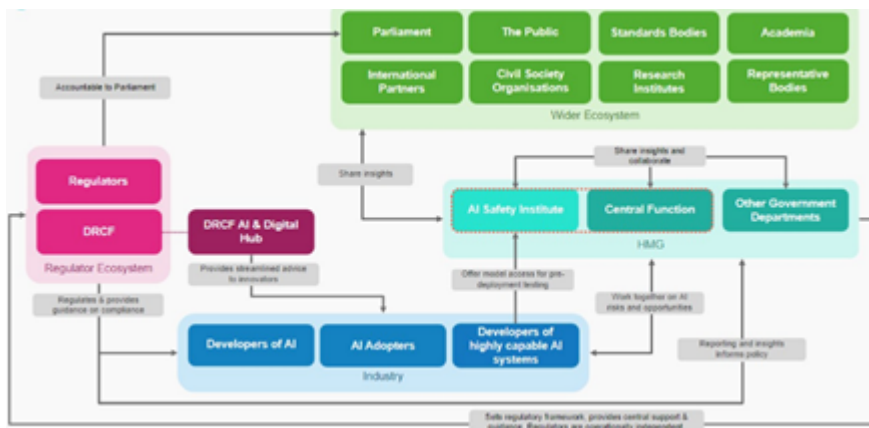 Parliament
The Public
Standards Bodies
Academia
International
Partners
Civil Society
Organisations
Research
Institutes
Representative
Bodies
Wider Ecosystem
Accountable to Parliament
Share insights
Share insights and
collaborate
Regulators
DRCF
Regulator Ecosystem
DRCF AI & Digital
Hub
AI Safety Institute
Central Function
Other Government
Departments
HMG
Provides streamlined advice
to innovators
Offer model access for pre-
deployment testing
Regulates & provides
guidance on compliance
Work together on AI
risks and opportunities
Reporting and insights
informs policy
Developers of AI
AI Adopters
Developers of
highly capable AI
systems
Industry
Sets regulatory framework, provides central support &
guidance. Regulators are operationally independent